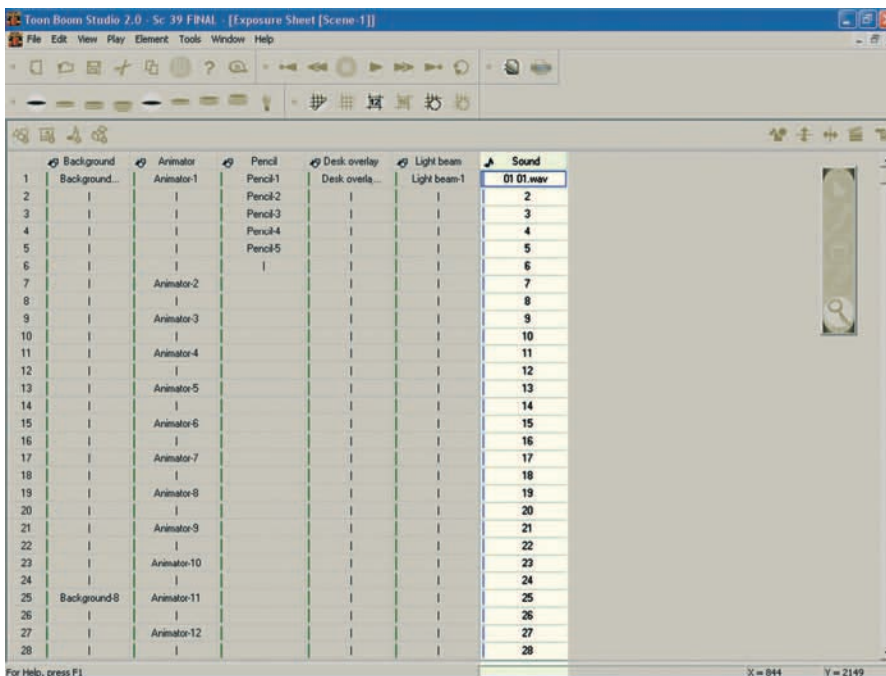 Toon Boom Studio 2.0 - Sc 39 FINAL - [Exposure Sheet [Scene-1]]
File Edit View Play Element Tools Window Help
Background Animator Pencil Desk overlay Light beam Sound
1 Background... Animator-1 Pencil-1 Desk overla... Light beam-1 01 01.wav
2 | | Pencil-2 | | 2
3 | | Pencil-3 | | 3
4 | | Pencil-4 | | 4
5 | | Pencil-5 | | 5
6 | | | | | 6
7 | Animator-2 | | 7
8 | | | | 8
9 | Animator-3 | | 9
10 | | | | 10
11 | Animator-4 | | 11
12 | | | | 12
13 | Animator-5 | | 13
14 | | | | 14
15 | Animator-6 | | 15
16 | | | | 16
17 | Animator-7 | | 17
18 | | | | 18
19 | Animator-8 | | 19
20 | | | | 20
21 | Animator-9 | | 21
22 | | | | 22
23 | Animator-10 | | 23
24 | | | | 24
25 Background-8 Animator-11 | | 25
26 | | | | 26
27 | Animator-12 | | 27
28 | | | | 28
For Help, press F1 X = 844 Y = 2149